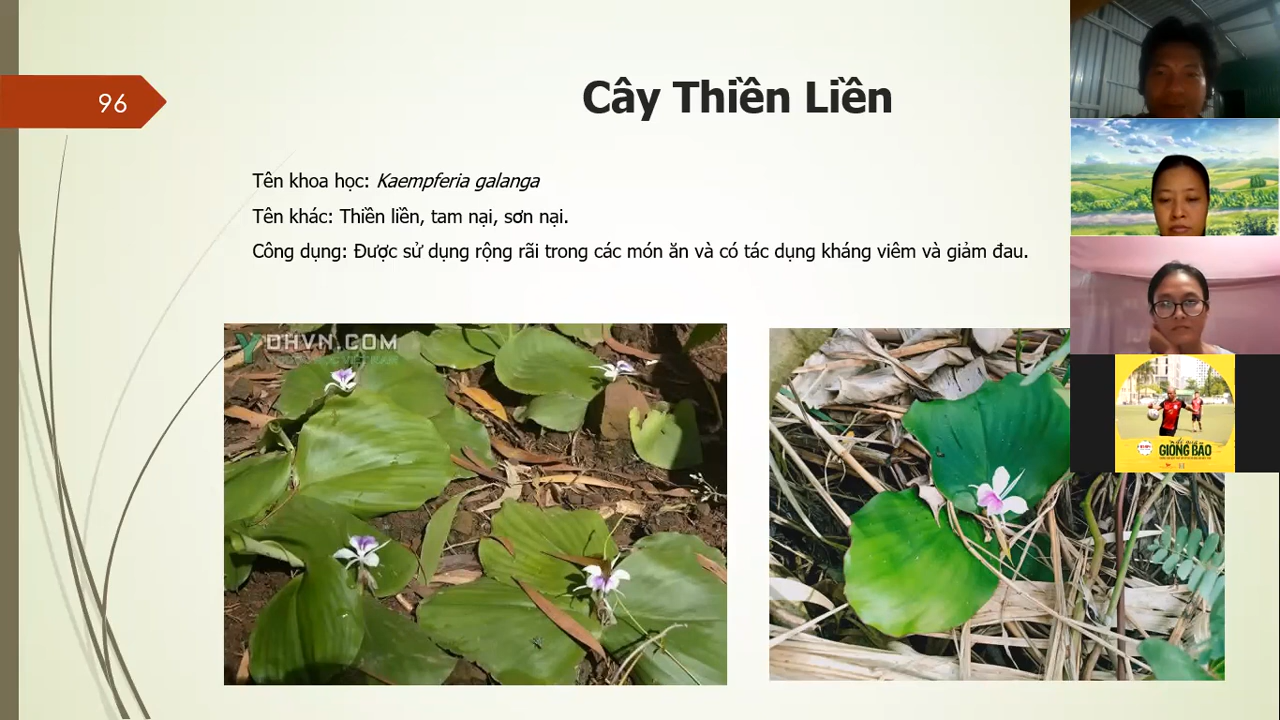 96
Cây Thiền Liền
Tên khoa học: Kaempferia galanga
Tên khác: Thiền liền, tam nại, sơn nại.
Công dụng: Được sử dụng rộng rãi trong các món ăn và có tác dụng kháng viêm và giảm đau.
YDHVN.COM
GIÔNG BÃO